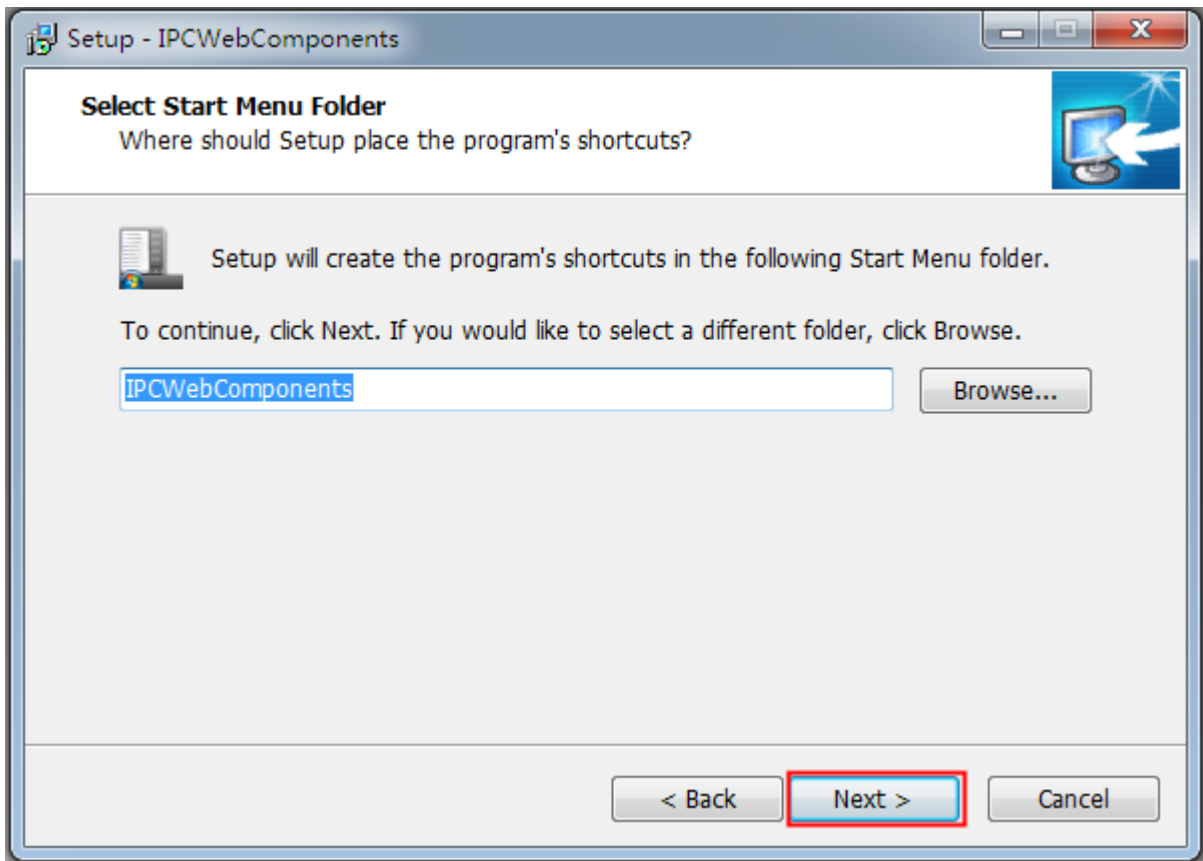 Setup - IPCWebComponents
Select Start Menu Folder
Where should Setup place the program's shortcuts?
Setup will create the program's shortcuts in the following Start Menu folder.
To continue, click Next. If you would like to select a different folder, click Browse.
IPCWebComponents
Browse...
< Back
Next >
Cancel